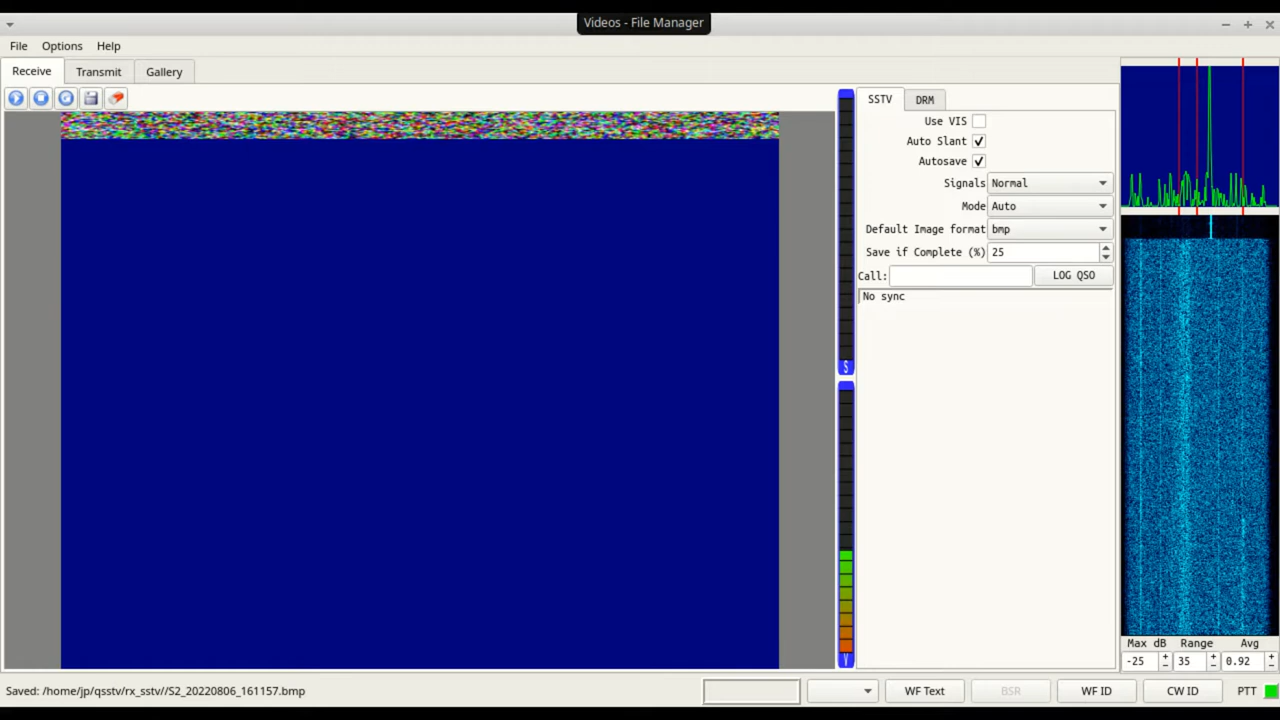 Videos - File Manager
File Options Help
Receive Transmit Gallery
SSTV DRM
Use VIS
Auto Slant
Autosave
Signals Normal
Mode Auto
Default Image format bmp
Save if Complete (%) 25
Call: LOG QSO
No sync
S
V
Max dB Range Avg
-25 35 0.92
Saved: /home/jp/qsstv/rx_sstv//S2_20220806_161157.bmp
WF Text BSR WF ID CW ID PTT